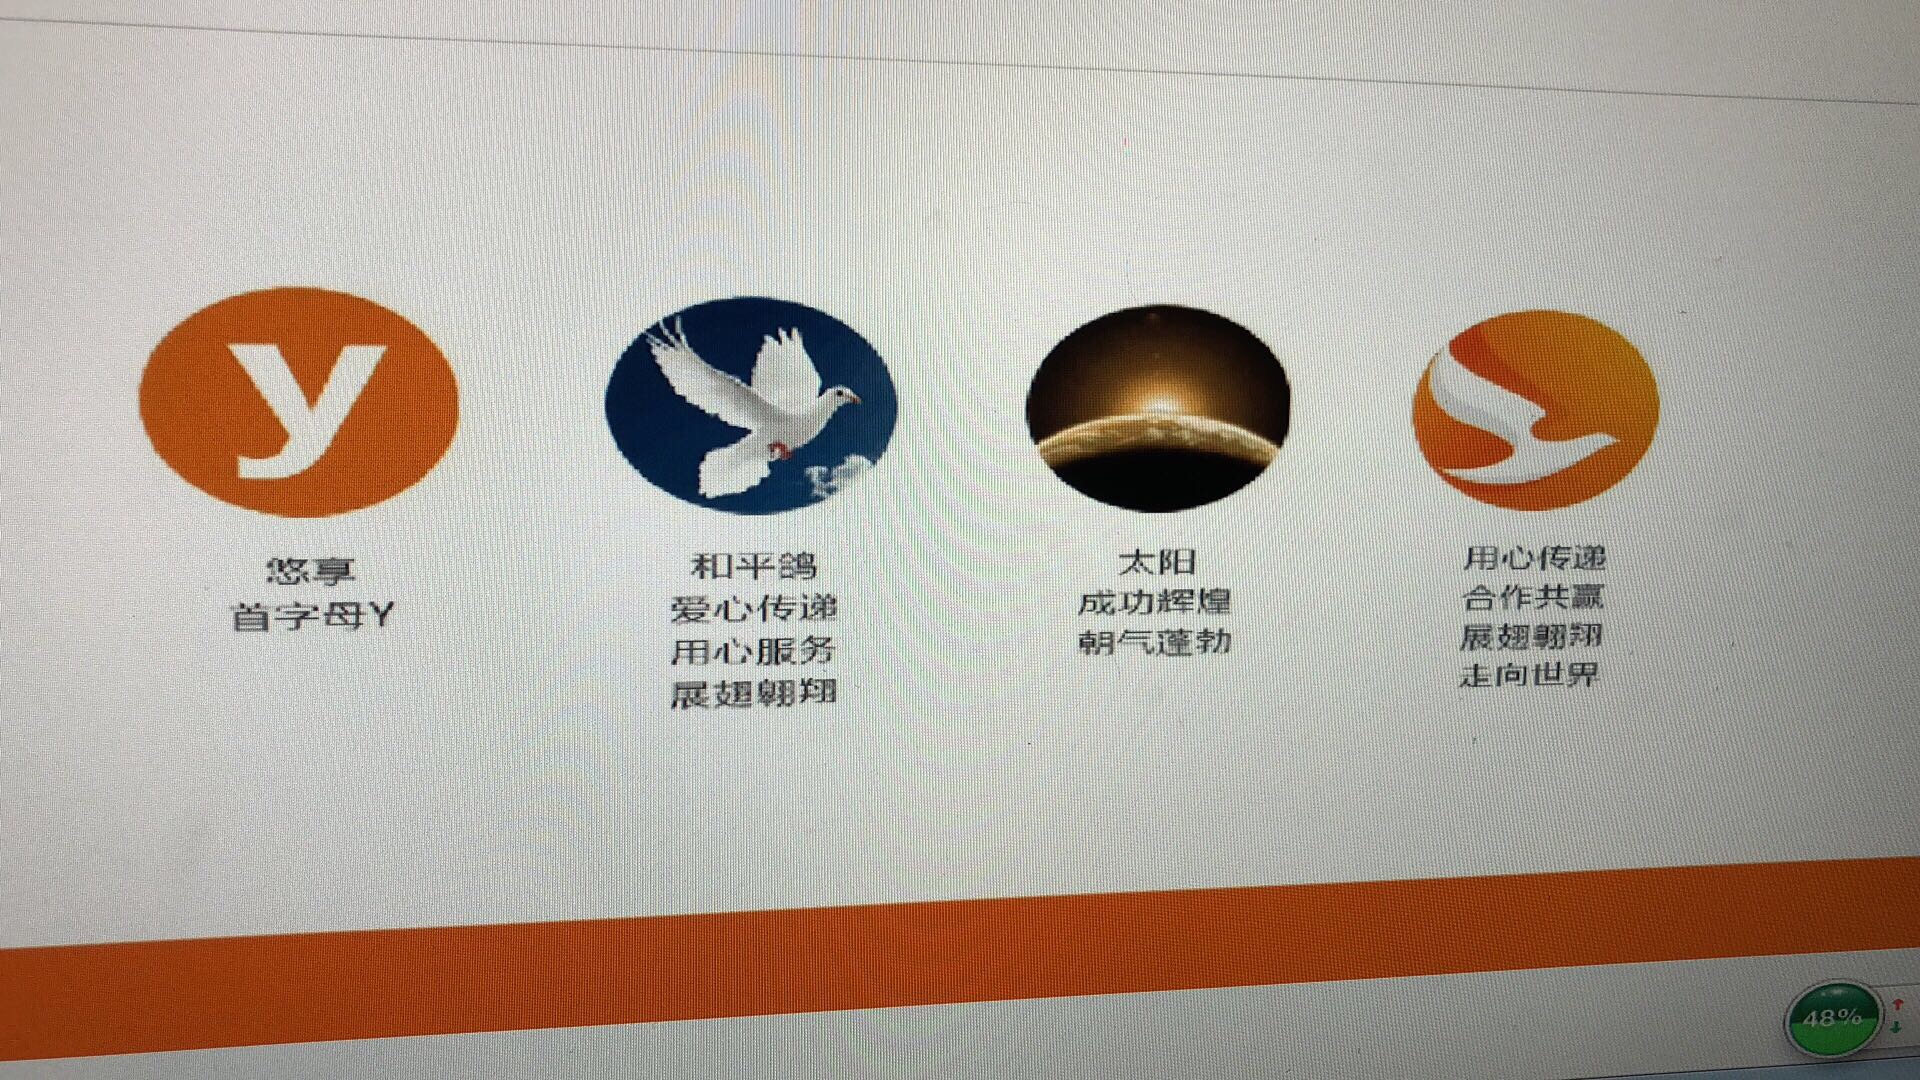 y
悠享
首字母Y
和平鸽
爱心传递
用心服务
展翅翱翔
太阳
成功辉煌
朝气蓬勃
用心传递
合作共赢
展翅翱翔
走向世界
48%